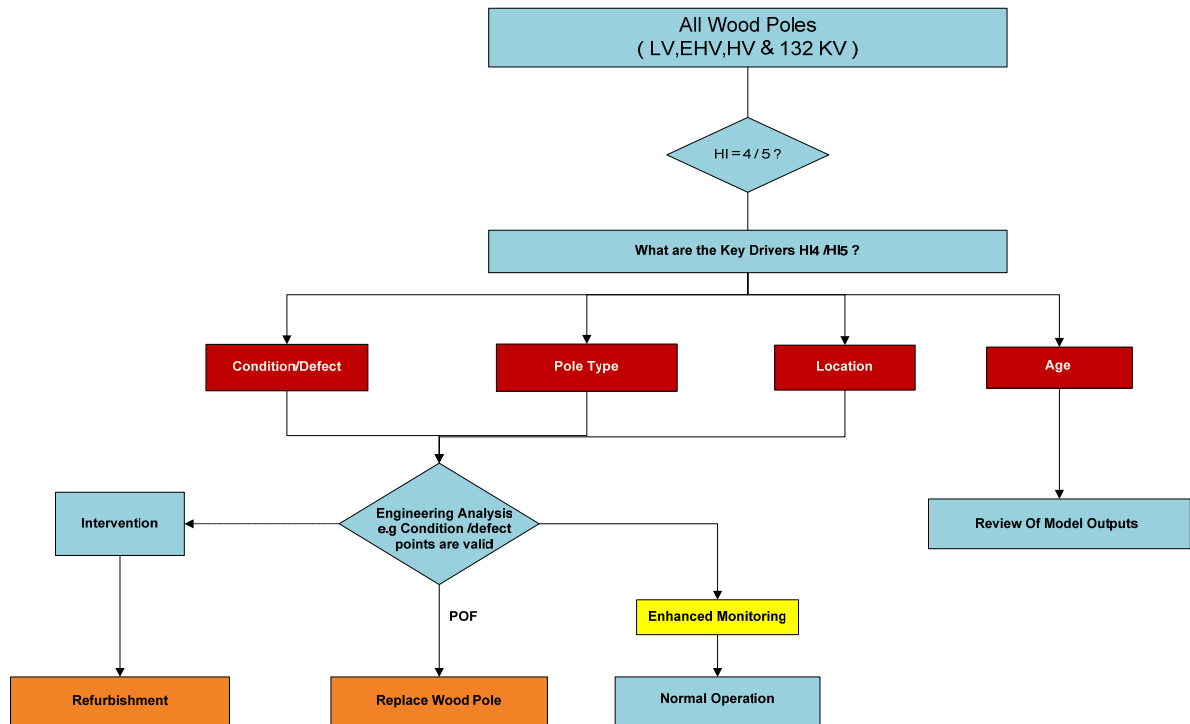 All Wood Poles
( LV,EHV,HV & 132 KV )
HI = 4 / 5 ?
What are the Key Drivers HI4 /HI5 ?
Condition/Defect
Pole Type
Location
Age
Intervention
Engineering Analysis
e.g Condition /defect
points are valid
Review Of Model Outputs
POF
Enhanced Monitoring
Refurbishment
Replace Wood Pole
Normal Operation